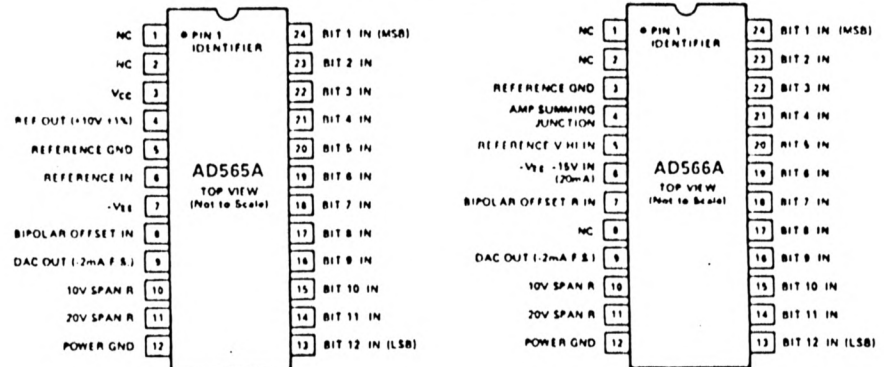 NC 1
NC 2
VCC 3
REF OUT (+10V ±1%) 4
REFERENCE GND 5
REFERENCE IN 6
-VEE 7
BIPOLAR OFFSET IN 8
DAC OUT (-2mA F.S.) 9
10V SPAN R 10
20V SPAN R 11
POWER GND 12
PIN 1
IDENTIFIER
AD565A
TOP VIEW
(Not to Scale)
24 BIT 1 IN (MSB)
23 BIT 2 IN
22 BIT 3 IN
21 BIT 4 IN
20 BIT 5 IN
19 BIT 6 IN
18 BIT 7 IN
17 BIT 8 IN
16 BIT 9 IN
15 BIT 10 IN
14 BIT 11 IN
13 BIT 12 IN (LSB)
NC 1
NC 2
REFERENCE GND 3
AMP SUMMING
JUNCTION 4
REFERENCE V HI IN 5
-VEE -15V IN
(20mA) 6
BIPOLAR OFFSET R IN 7
NC 8
DAC OUT (-2mA F.S.) 9
10V SPAN R 10
20V SPAN R 11
POWER GND 12
PIN 1
IDENTIFIER
AD566A
TOP VIEW
(Not to Scale)
24 BIT 1 IN (MSB)
23 BIT 2 IN
22 BIT 3 IN
21 BIT 4 IN
20 BIT 5 IN
19 BIT 6 IN
18 BIT 7 IN
17 BIT 8 IN
16 BIT 9 IN
15 BIT 10 IN
14 BIT 11 IN
13 BIT 12 IN (LSB)